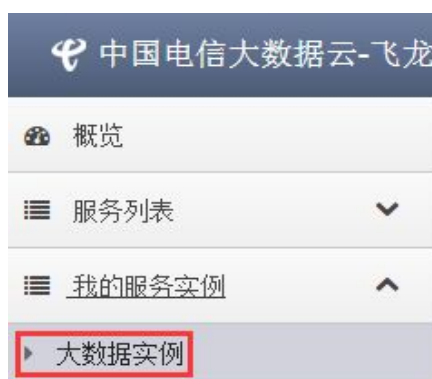 中国电信大数据云-飞龙
概览
服务列表
我的服务实例
大数据实例